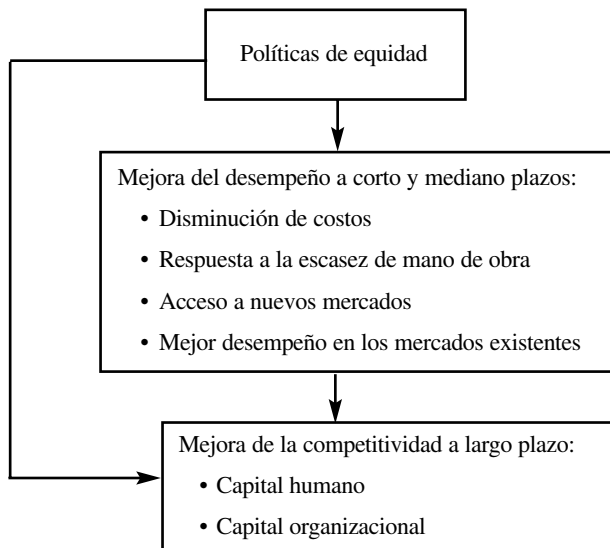 Políticas de equidad
Mejora del desempeño a corto y mediano plazos:
• Disminución de costos
• Respuesta a la escasez de mano de obra
• Acceso a nuevos mercados
• Mejor desempeño en los mercados existentes
Mejora de la competitividad a largo plazo:
• Capital humano
• Capital organizacional